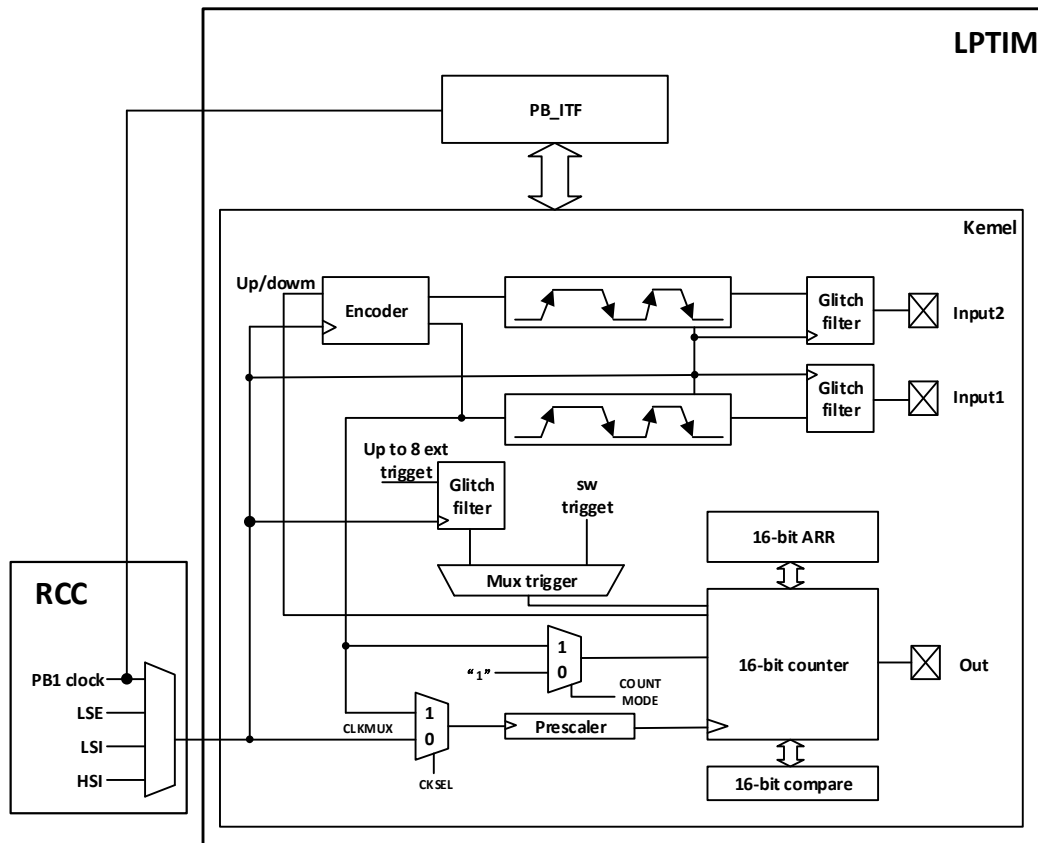 LPTIM
PB_ITF
Kemel
Up/dowm
Encoder
Glitch
filter
Input2
Glitch
filter
Input1
Up to 8 ext
trigget
Glitch
filter
sw
trigget
16-bit ARR
Mux trigger
RCC
1
0
"1"
COUNT
MODE
16-bit counter
Out
PB1 clock
LSE
LSI
HSI
CLKMUX
1
0
CKSEL
Prescaler
16-bit compare